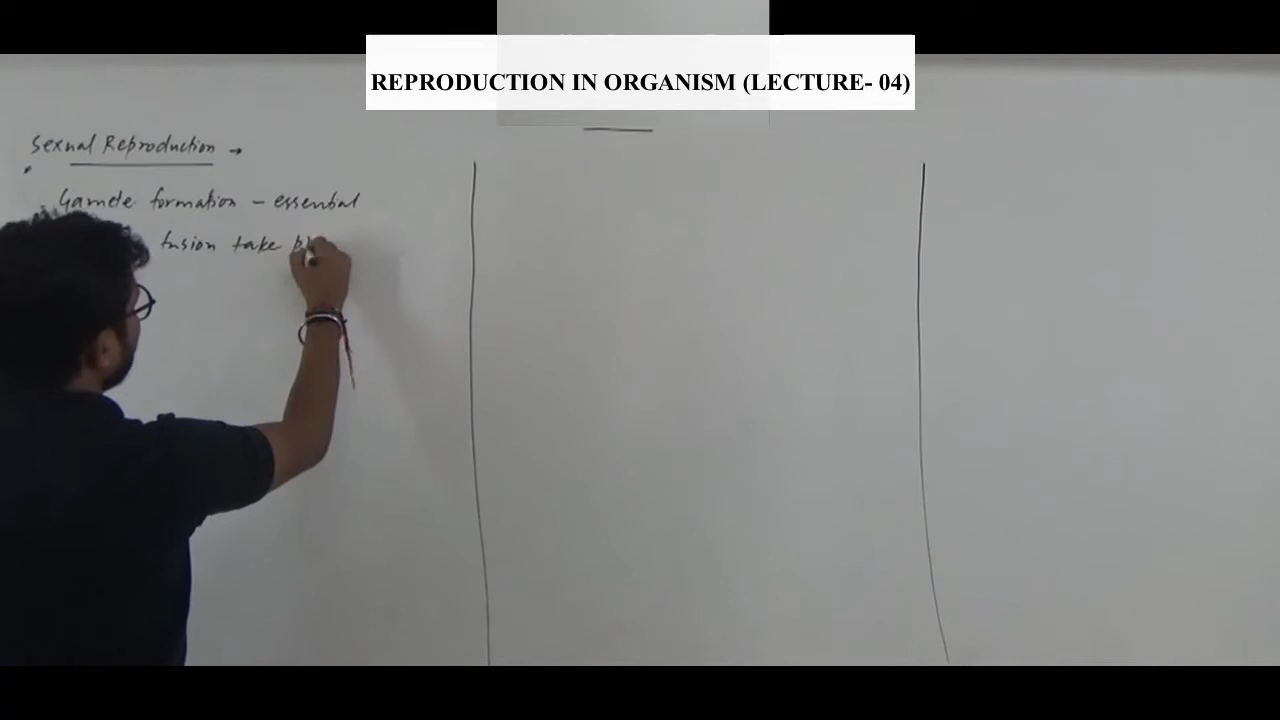 REPRODUCTION IN ORGANISM (LECTURE- 04)
Sexual Reproduction →
Gamete formation - essential
fusion take